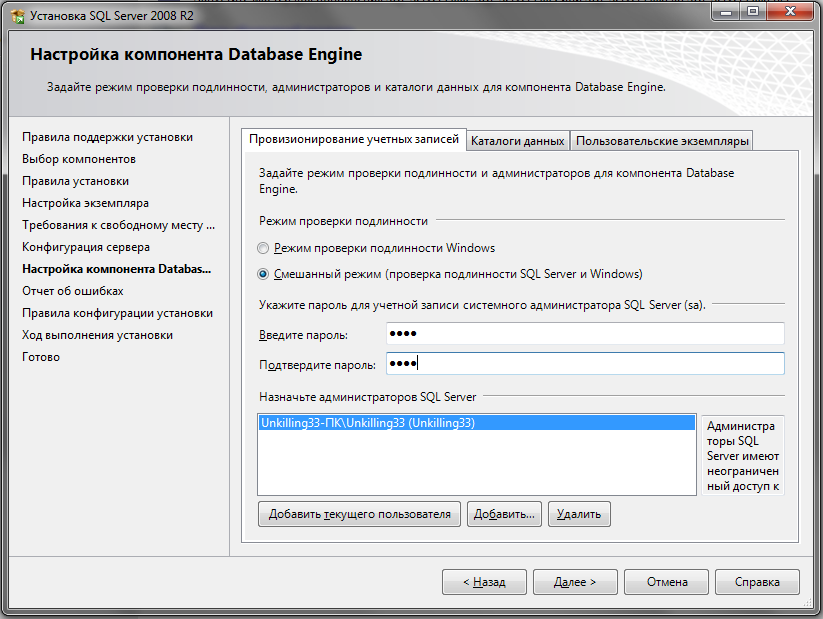 Установка SQL Server 2008 R2
Настройка компонента Database Engine
Задайте режим проверки подлинности, администраторов и каталоги данных для компонента Database Engine.
Правила поддержки установки
Выбор компонентов
Правила установки
Настройка экземпляра
Требования к свободному месту ...
Конфигурация сервера
Настройка компонента Databas...
Отчет об ошибках
Правила конфигурации установки
Ход выполнения установки
Готово
Провизионирование учетных записей
Каталоги данных
Пользовательские экземпляры
Задайте режим проверки подлинности и администраторов для компонента Database
Engine.
Режим проверки подлинности
Режим проверки подлинности Windows
Смешанный режим (проверка подлинности SQL Server и Windows)
Укажите пароль для учетной записи системного администратора SQL Server (sa).
Введите пароль:
●●●●
Подтвердите пароль:
●●●●
Назначьте администраторов SQL Server
Unkilling33-ПК\Unkilling33 (Unkilling33)
Администра
торы SQL
Server имеют
неограничен
ный доступ к
Добавить текущего пользователя
Добавить...
Удалить
< Назад
Далее >
Отмена
Справка